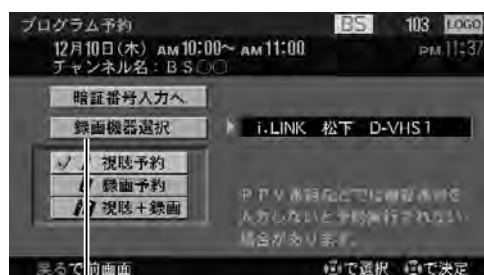 プログラム予約
BS 103 LOGO
12月10日(木) AM10:00~ AM11:00
PM11:37
チャンネル名:BS○○
暗証番号入力へ
録画機器選択
i.LINK 松下 D-VHS1
視聴予約
録画予約
視聴+録画
PPV番組などでは暗証番号を
入力しないと予約実行されない
場合があります。
戻るで前画面
で選択 で決定